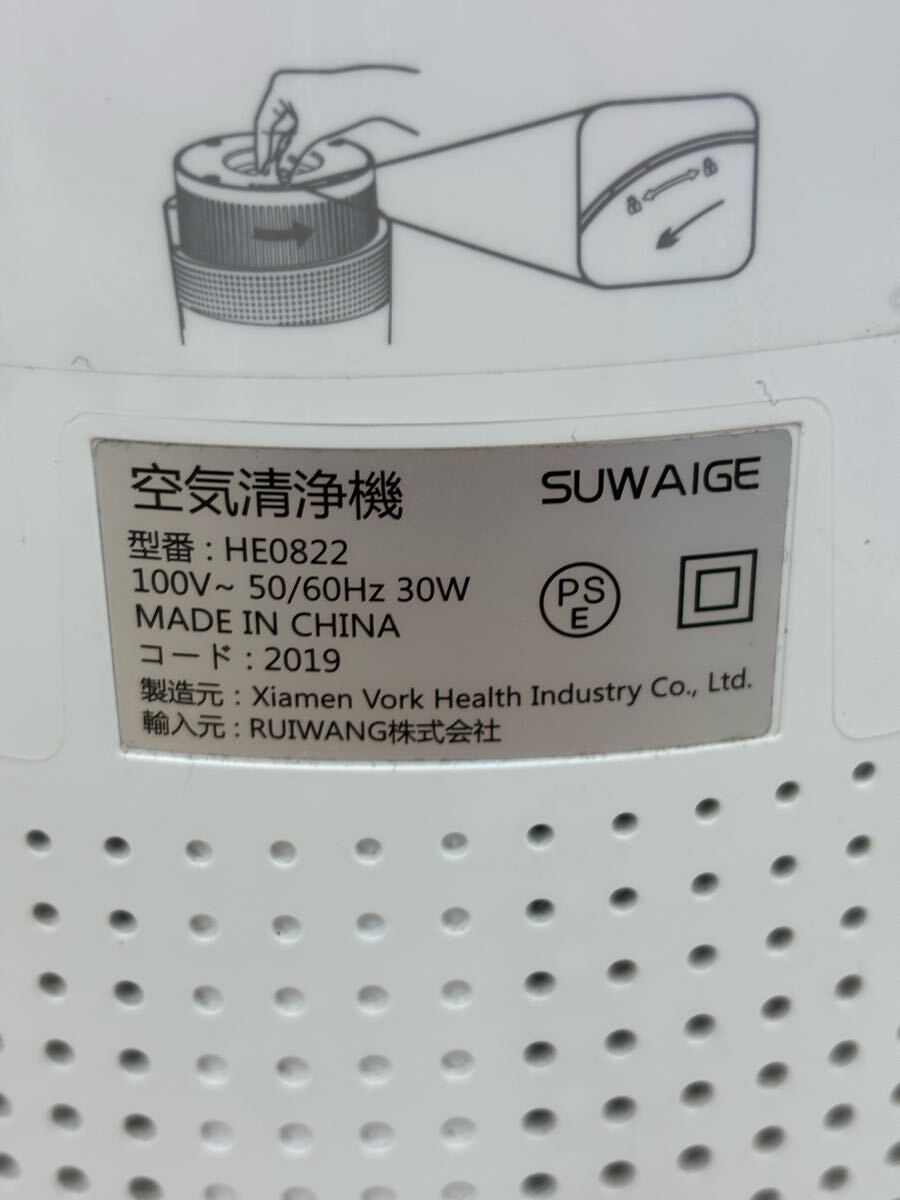 空気清浄機
SUWAIGE
型番 : HE0822
100V~ 50/60Hz 30W
MADE IN CHINA
コード : 2019
製造元 : Xiamen Vork Health Industry Co., Ltd.
輸入元 : RUIWANG株式会社
PS
E